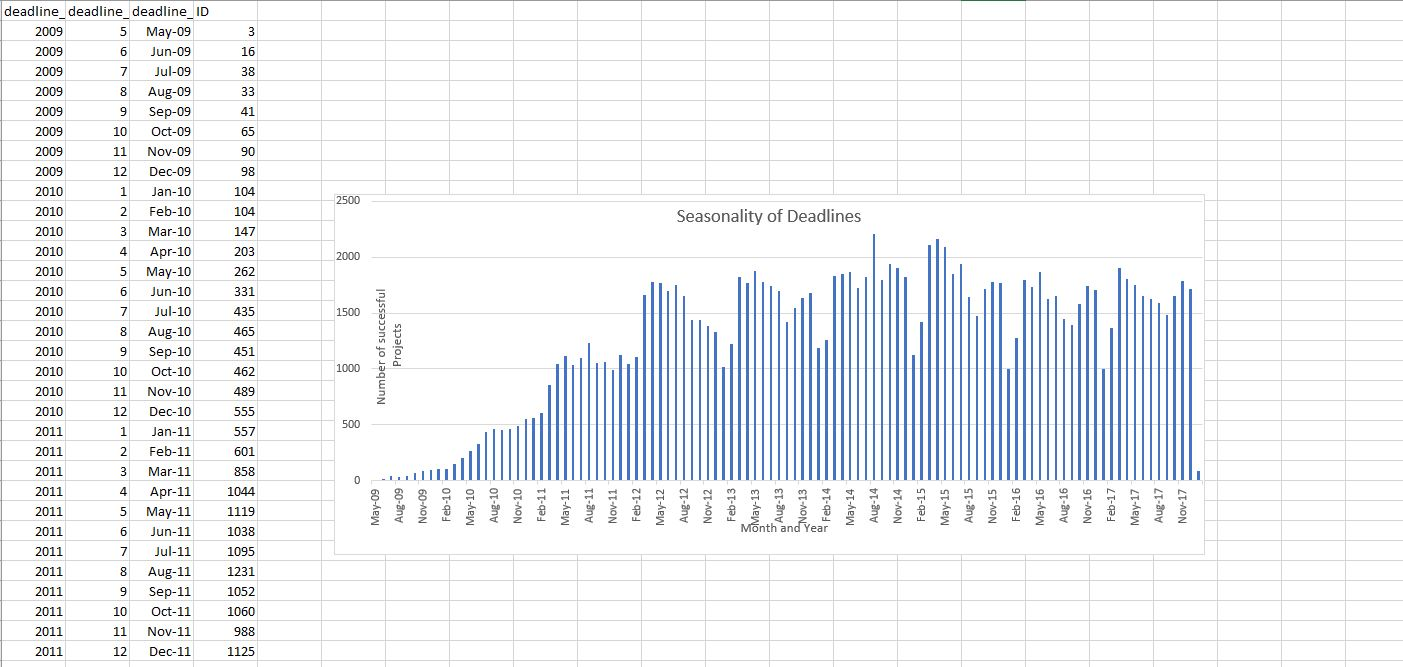 deadline_ deadline_ deadline_ ID
2009 5 May-09 3
2009 6 Jun-09 16
2009 7 Jul-09 38
2009 8 Aug-09 33
2009 9 Sep-09 41
2009 10 Oct-09 65
2009 11 Nov-09 90
2009 12 Dec-09 98
2010 1 Jan-10 104
2010 2 Feb-10 104
2010 3 Mar-10 147
2010 4 Apr-10 203
2010 5 May-10 262
2010 6 Jun-10 331
2010 7 Jul-10 435
2010 8 Aug-10 465
2010 9 Sep-10 451
2010 10 Oct-10 462
2010 11 Nov-10 489
2010 12 Dec-10 555
2011 1 Jan-11 557
2011 2 Feb-11 601
2011 3 Mar-11 858
2011 4 Apr-11 1044
2011 5 May-11 1119
2011 6 Jun-11 1038
2011 7 Jul-11 1095
2011 8 Aug-11 1231
2011 9 Sep-11 1052
2011 10 Oct-11 1060
2011 11 Nov-11 988
2011 12 Dec-11 1125
Seasonality of Deadlines
Number of successful
Projects
2500
2000
1500
1000
500
0
May-09 Aug-09 Nov-09 Feb-10 May-10 Aug-10 Nov-10 Feb-11 May-11 Aug-11 Nov-11 Feb-12 May-12 Aug-12 Nov-12 Feb-13 May-13 Aug-13 Nov-13 Feb-14 May-14 Aug-14 Nov-14 Feb-15 May-15 Aug-15 Nov-15 Feb-16 May-16 Aug-16 Nov-16 Feb-17 May-17 Aug-17 Nov-17
Month and Year